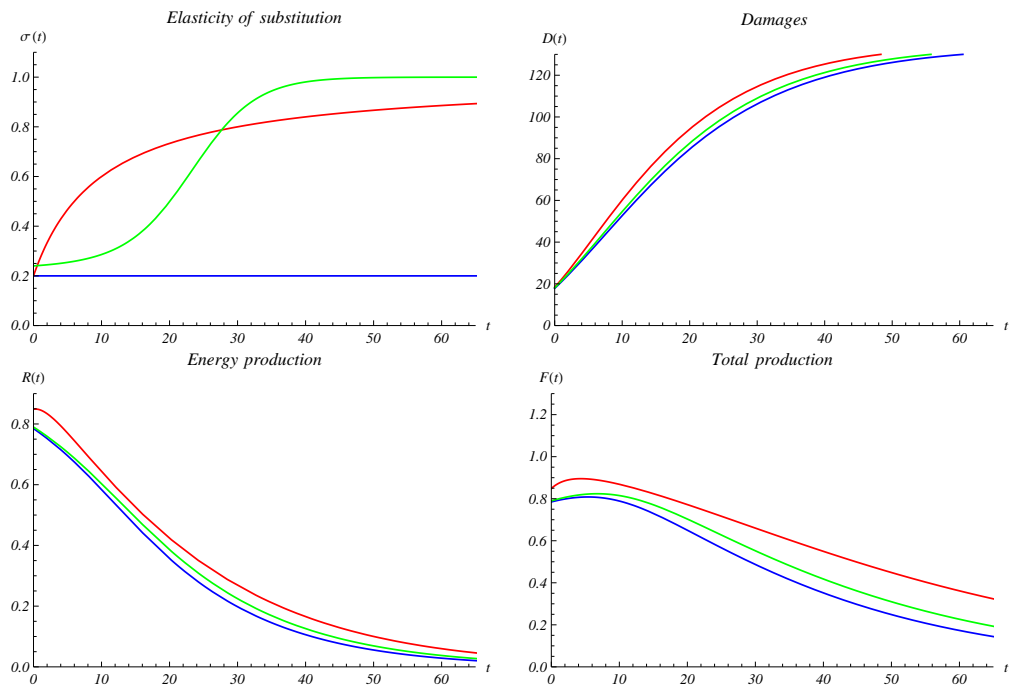 Elasticity of substitution
σ(t)
1.0
0.8
0.6
0.4
0.2
0.0
0 10 20 30 40 50 60 t
Damages
D(t)
120
100
80
60
40
20
0
0 10 20 30 40 50 60 t
Energy production
R(t)
0.8
0.6
0.4
0.2
0.0
0 10 20 30 40 50 60 t
Total production
F(t)
1.2
1.0
0.8
0.6
0.4
0.2
0.0
0 10 20 30 40 50 60 t